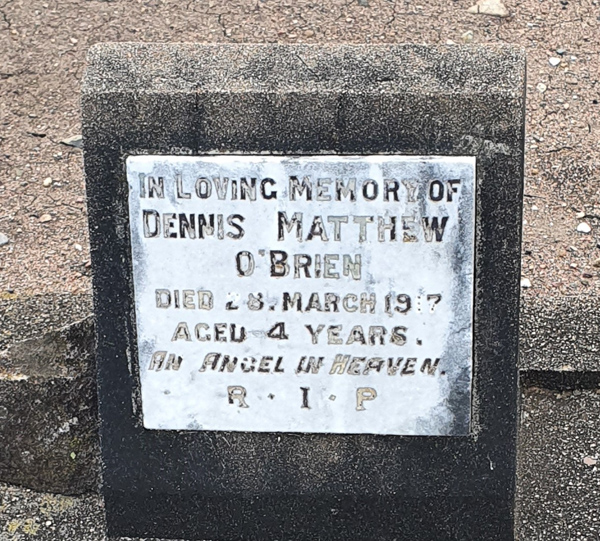 IN LOVING MEMORY OF
DENNIS MATTHEW
O'BRIEN
DIED 28. MARCH 1917
AGED 4 YEARS.
AN ANGEL IN HEAVEN.
R · I · P